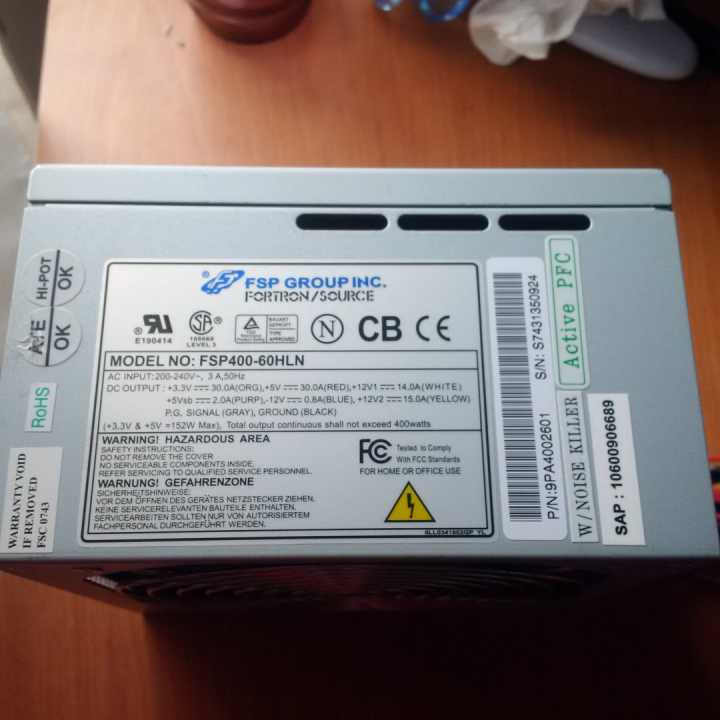 HI-POT
OK
ATE
OK
RoHS
WARRANTY VOID
IF REMOVED
FSC 0743
FSP GROUP INC.
FORTRON/SOURCE
E190414
SA
LEVEL 3
N
CB CE
MODEL NO: FSP400-60HLN
AC INPUT:200-240V~, 3 A,50Hz
DC OUTPUT : +3.3V ⎓ 30.0A(ORG),+5V ⎓ 30.0A(RED),+12V1 ⎓ 14.0A(WHITE)
+5Vsb ⎓ 2.0A(PURP),-12V ⎓ 0.8A(BLUE), +12V2 ⎓ 15.0A(YELLOW)
P.G. SIGNAL (GRAY), GROUND (BLACK)
(+3.3V & +5V =152W Max), Total output continuous shall not exceed 400watts
WARNING! HAZARDOUS AREA
SAFETY INSTRUCTIONS:
DO NOT REMOVE THE COVER
NO SERVICEABLE COMPONENTS INSIDE,
REFER SERVICING TO QUALIFIED SERVICE PERSONNEL.
WARNUNG! GEFAHRENZONE
SICHERHEITSHINWEISE:
VOR DEM ÖFFNEN DES GERÄTES NETZSTECKER ZIEHEN,
KEINE SERVICERELEVANTEN BAUTEILE ENTHALTEN,
SERVICEARBEITEN SOLLTEN NUR VON AUTORISIERTEM
FACHPERSONAL DURCHGEFÜHRT WERDEN.
FC Tested to Comply
With FCC Standards
FOR HOME OR OFFICE USE
P/N:9PA4002601
S/N: S7431350924
Active PFC
W/NOISE KILLER
SAP : 10600906689